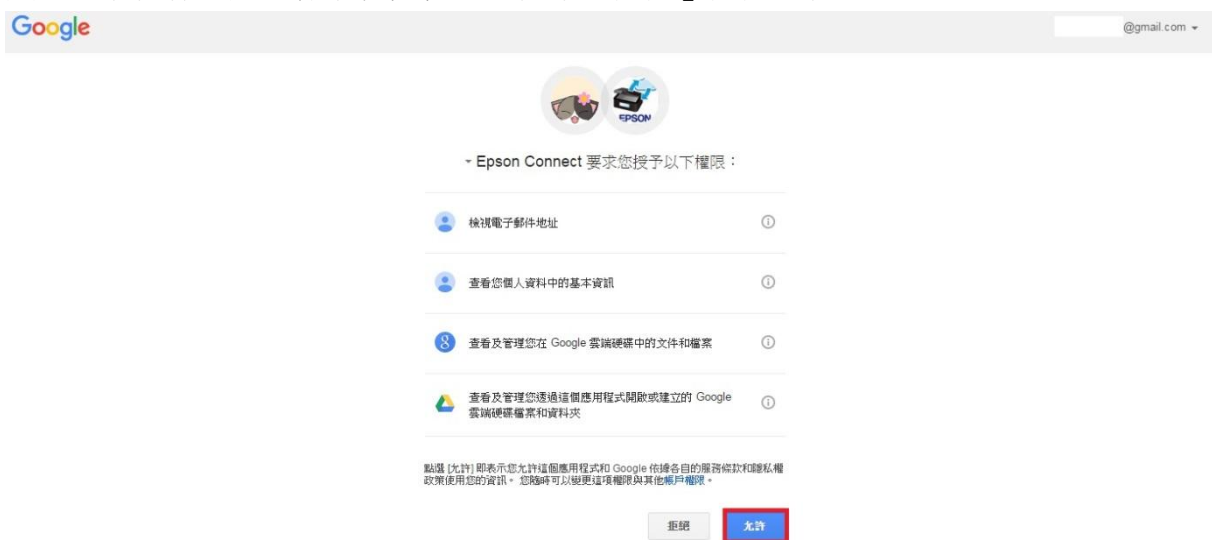 Google
@gmail.com
EPSON
Epson Connect 要求您授予以下權限：
檢視電子郵件地址
查看您個人資料中的基本資訊
查看及管理您在 Google 雲端硬碟中的文件和檔案
查看及管理您透過這個應用程式開啟或建立的 Google
雲端硬碟檔案和資料夾
點選 [允許] 即表示您允許這個應用程式和 Google 依據各自的服務條款和隱私權
政策使用您的資訊。 您隨時可以變更這項權限與其他帳戶權限。
拒絕
允許